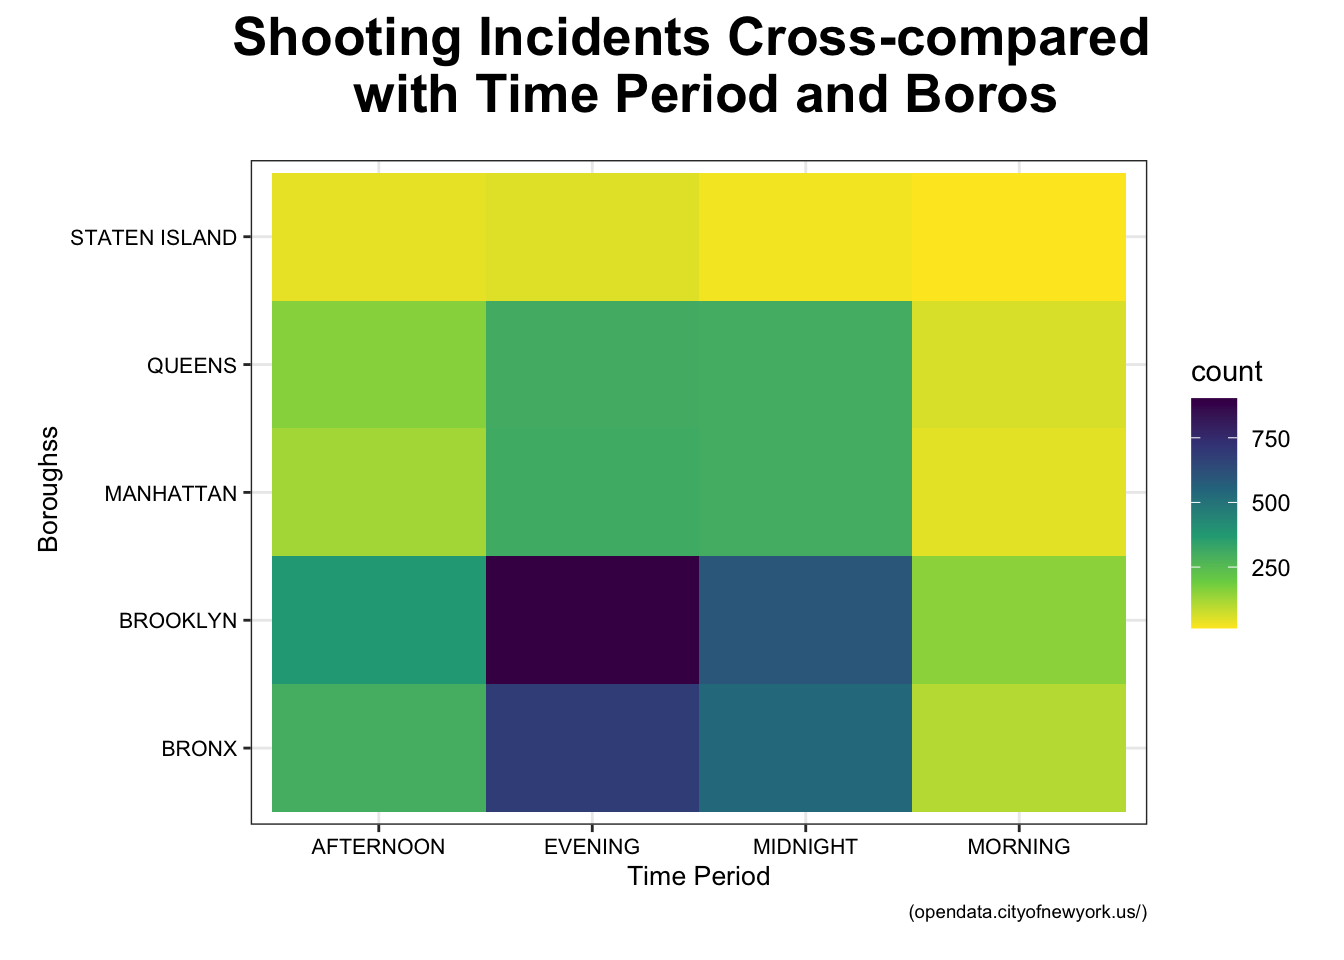 Shooting Incidents Cross-compared
with Time Period and Boros
STATEN ISLAND
QUEENS
MANHATTAN
BROOKLYN
BRONX
Boroughss
AFTERNOON EVENING MIDNIGHT MORNING
Time Period
(opendata.cityofnewyork.us/)
count
750
500
250